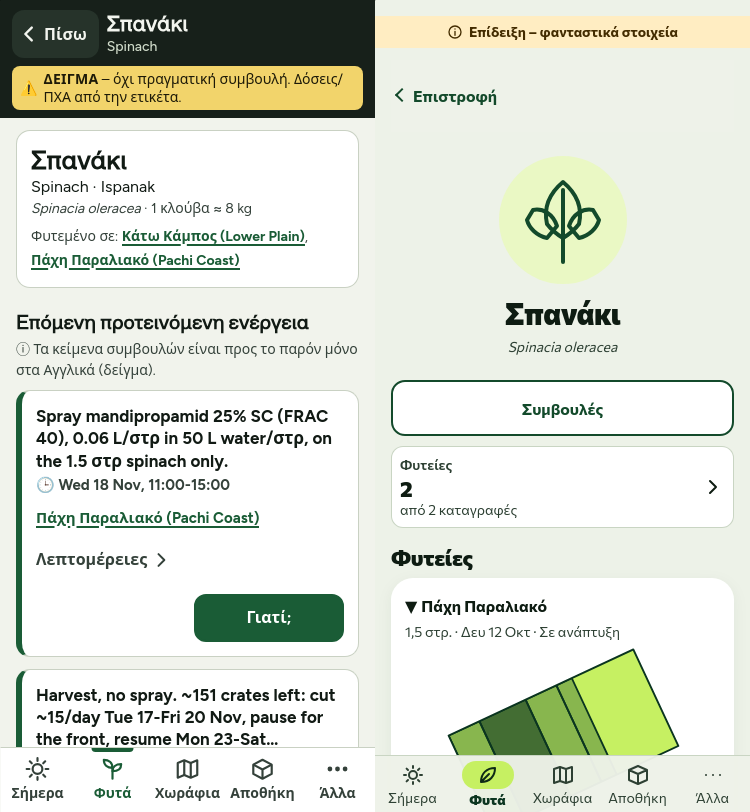 Πίσω
Σπανάκι
Spinach
⚠️ ΔΕΙΓΜΑ – όχι πραγματική συμβουλή. Δόσεις/
ΠΧΑ από την ετικέτα.
Σπανάκι
Spinach · Ispanak
Spinacia oleracea · 1 κλούβα ≈ 8 kg
Φυτεμένο σε: Κάτω Κάμπος (Lower Plain),
Πάχη Παραλιακό (Pachi Coast)
Επόμενη προτεινόμενη ενέργεια
ⓘ Τα κείμενα συμβουλών είναι προς το παρόν μόνο
στα Αγγλικά (δείγμα).
Spray mandipropamid 25% SC (FRAC
40), 0.06 L/στρ in 50 L water/στρ, on
the 1.5 στρ spinach only.
🕒 Wed 18 Nov, 11:00-15:00
Πάχη Παραλιακό (Pachi Coast)
Λεπτομέρειες
Γιατί;
Harvest, no spray. ~151 crates left: cut
~15/day Tue 17-Fri 20 Nov, pause for
the front, resume Mon 23-Sat...
Σήμερα
Φυτά
Χωράφια
Αποθήκη
Άλλα
Επίδειξη – φανταστικά στοιχεία
Επιστροφή
Σπανάκι
Spinacia oleracea
Συμβουλές
Φυτείες
2
από 2 καταγραφές
Φυτείες
▼ Πάχη Παραλιακό
1,5 στρ. · Δευ 12 Οκτ · Σε ανάπτυξη
Σήμερα
Φυτά
Χωράφια
Αποθήκη
Άλλα